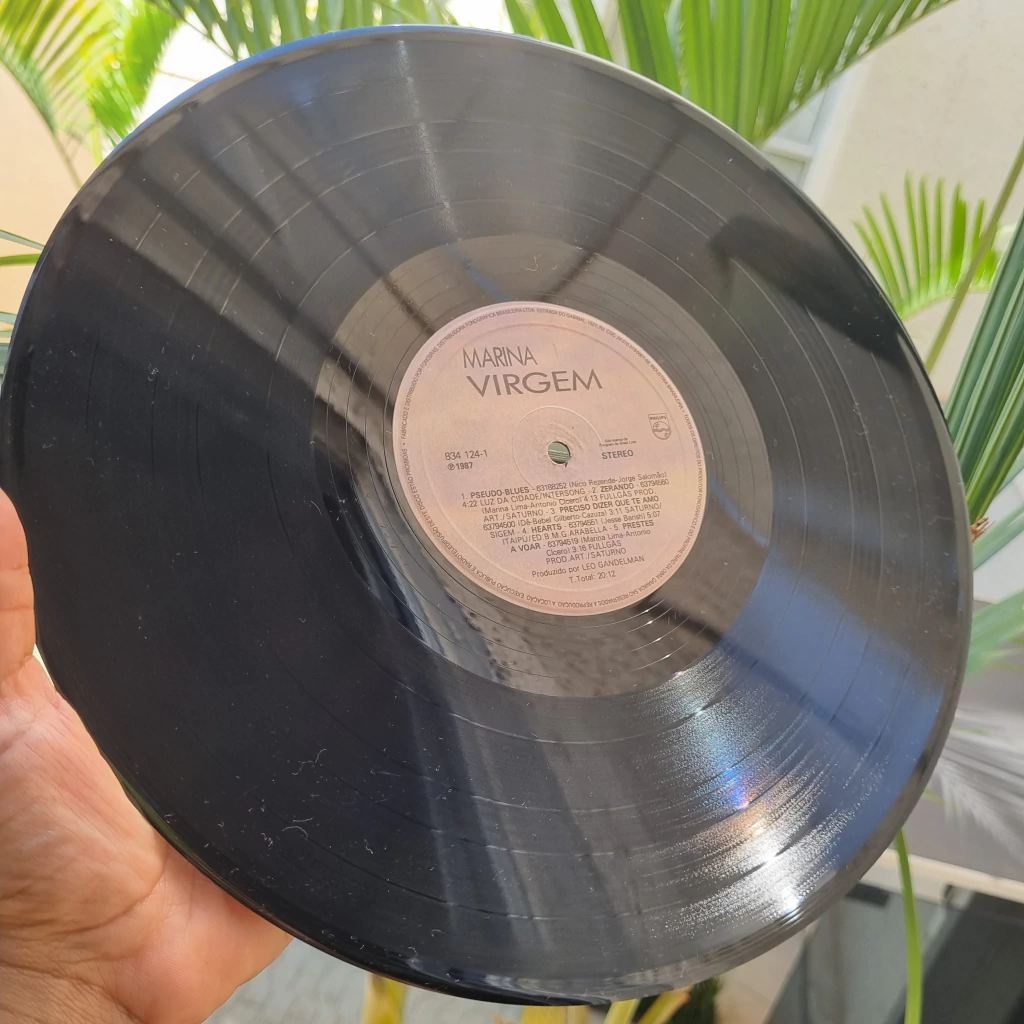 MARINA
VIRGEM
PHILIPS
834 124-1
℗1987
STEREO
1. PSEUDO-BLUES - 63188252 (Nico Rezende-Jorge Salomão)
4:22 LUZ DA CIDADE/INTERSONG - 2. ZERANDO - 63794560
(Marina Lima-Antonio Cícero) 4:13 FULLGÁS PROD.
ART./SATURNO - 3. PRECISO DIZER QUE TE AMO
63794500 (Dé-Bebel Gilberto-Cazuza) 3:11 SATURNO/
SIGEM - 4. HEARTS - 63794551 (Jesse Barish) 5:07
ITAIPU/ED.B.M.G.ARABELLA - 5. PRESTES
A VOAR - 63794519 (Marina Lima-Antonio
Cícero) 3:16 FULLGÁS
PROD.ART./SATURNO
Produzido por LEO GANDELMAN
T.Total: 20:12